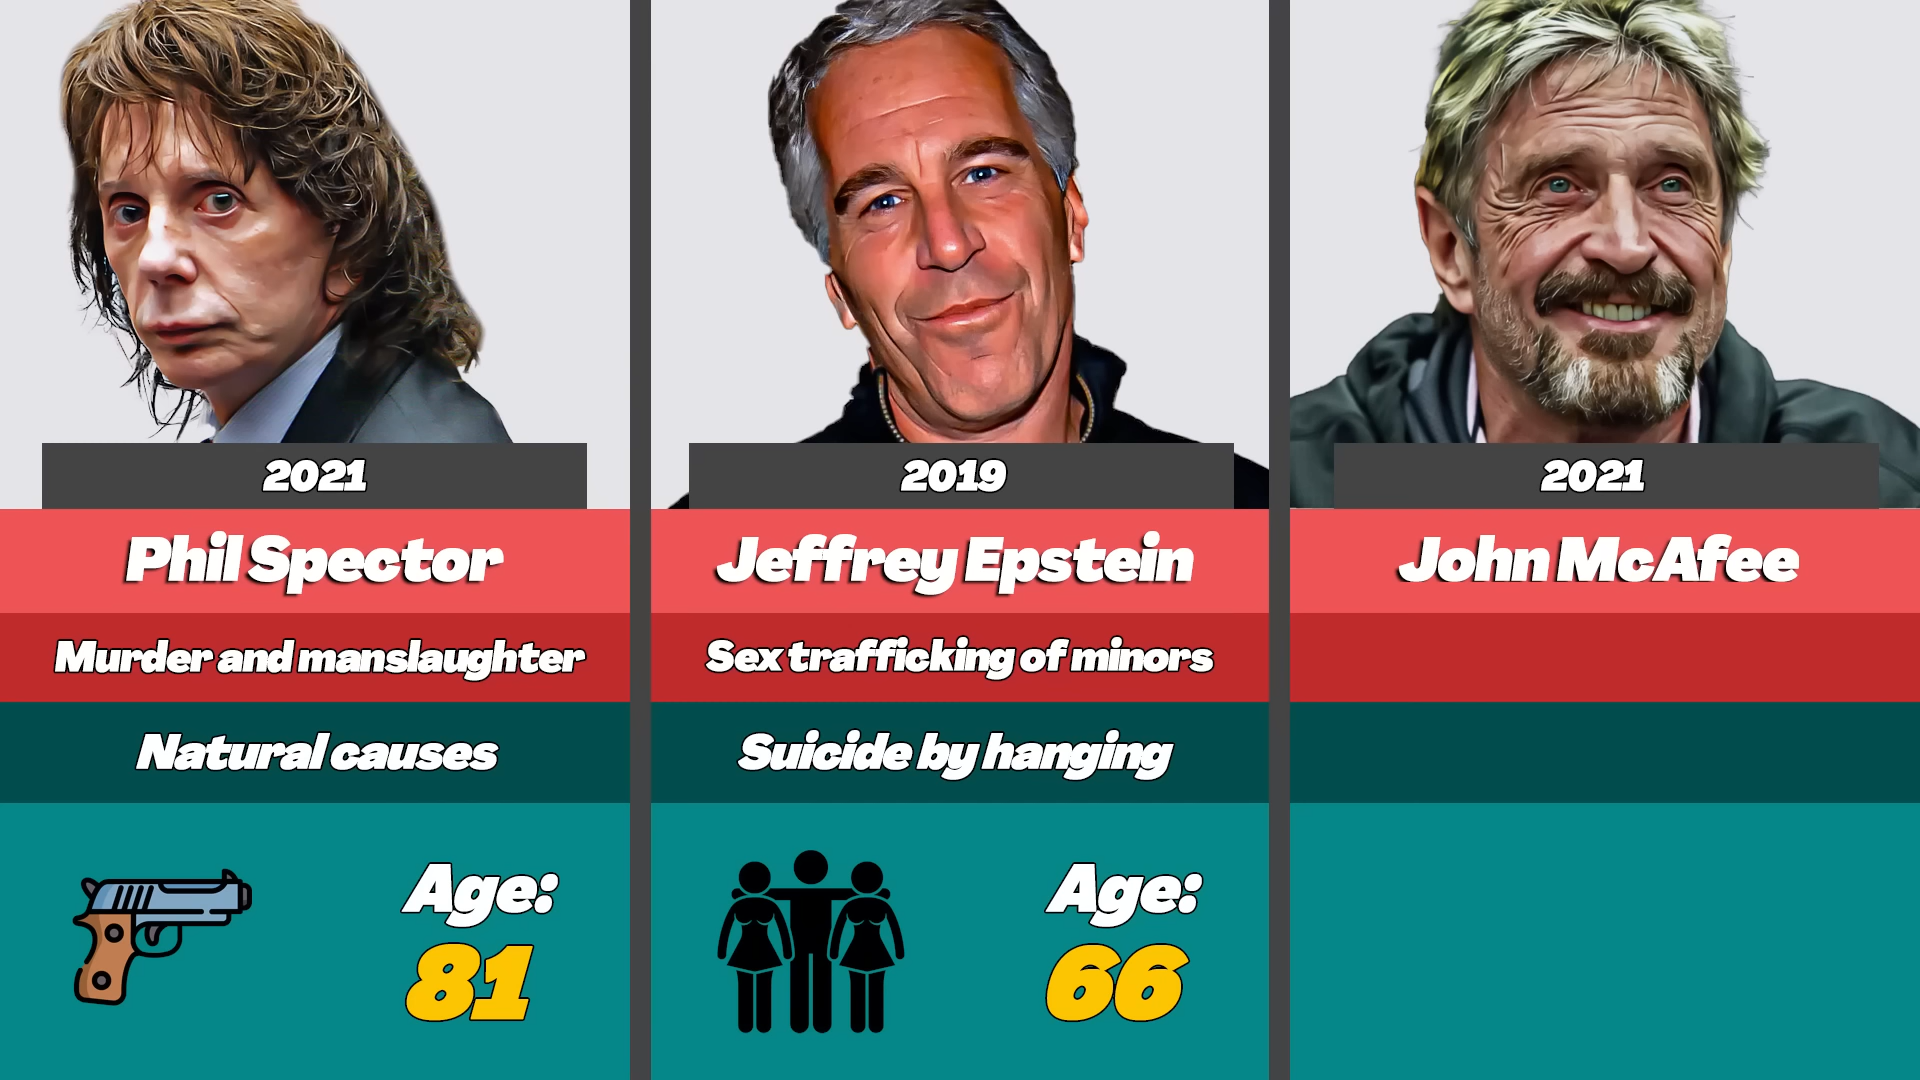 2021
Phil Spector
Murder and manslaughter
Natural causes
Age:
81
2019
Jeffrey Epstein
Sex trafficking of minors
Suicide by hanging
Age:
66
2021
John McAfee